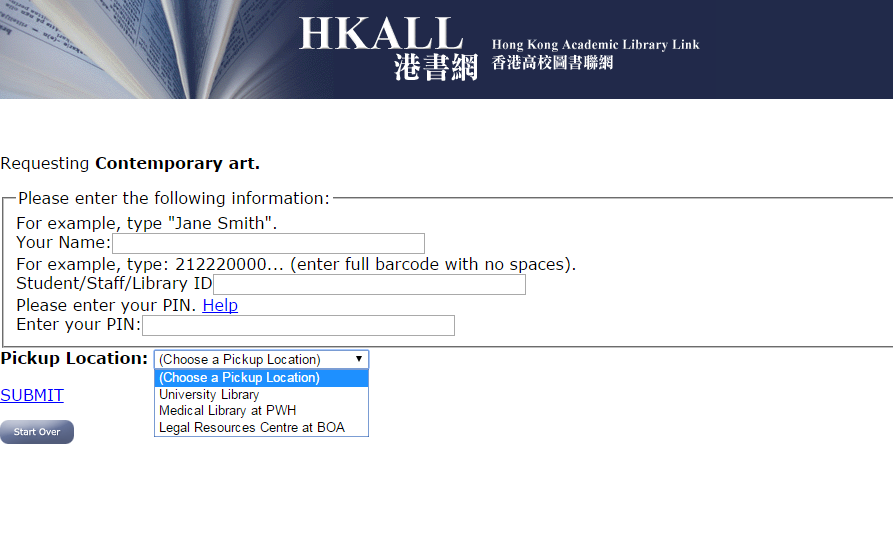 HKALL
港書網
Hong Kong Academic Library Link
香港高校圖書聯網
Requesting Contemporary art.
Please enter the following information:
For example, type "Jane Smith".
Your Name:
For example, type: 212220000... (enter full barcode with no spaces).
Student/Staff/Library ID
Please enter your PIN. Help
Enter your PIN:
Pickup Location: (Choose a Pickup Location)
(Choose a Pickup Location)
University Library
Medical Library at PWH
Legal Resources Centre at BOA
SUBMIT
Start Over